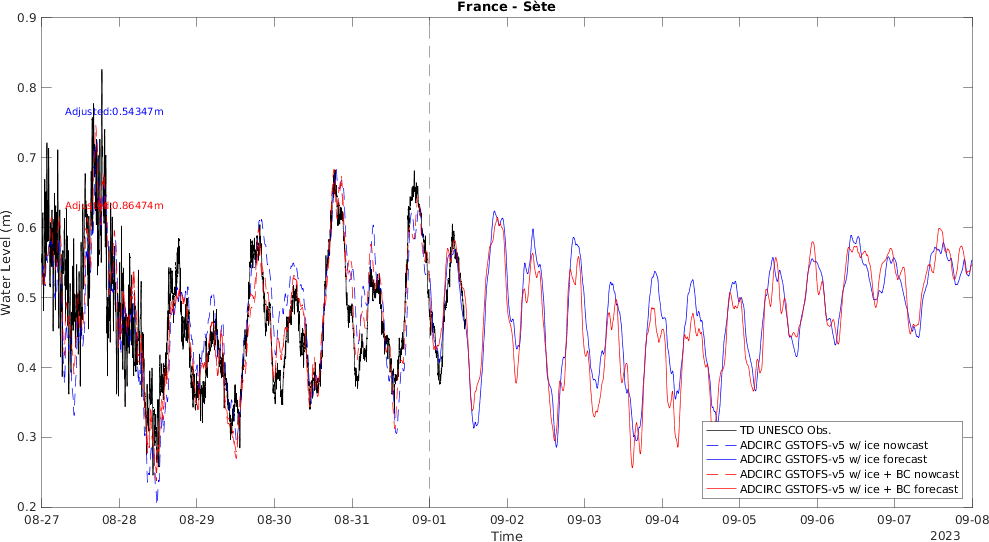 France - Sète
0.9
0.8
0.7
0.6
0.5
0.4
0.3
0.2
Water Level (m)
Adjusted:0.54347m
Adjusted:0.86474m
TD UNESCO Obs.
ADCIRC GSTOFS-v5 w/ ice nowcast
ADCIRC GSTOFS-v5 w/ ice forecast
ADCIRC GSTOFS-v5 w/ ice + BC nowcast
ADCIRC GSTOFS-v5 w/ ice + BC forecast
08-27 08-28 08-29 08-30 08-31 09-01 09-02 09-03 09-04 09-05 09-06 09-07 09-08
Time
2023